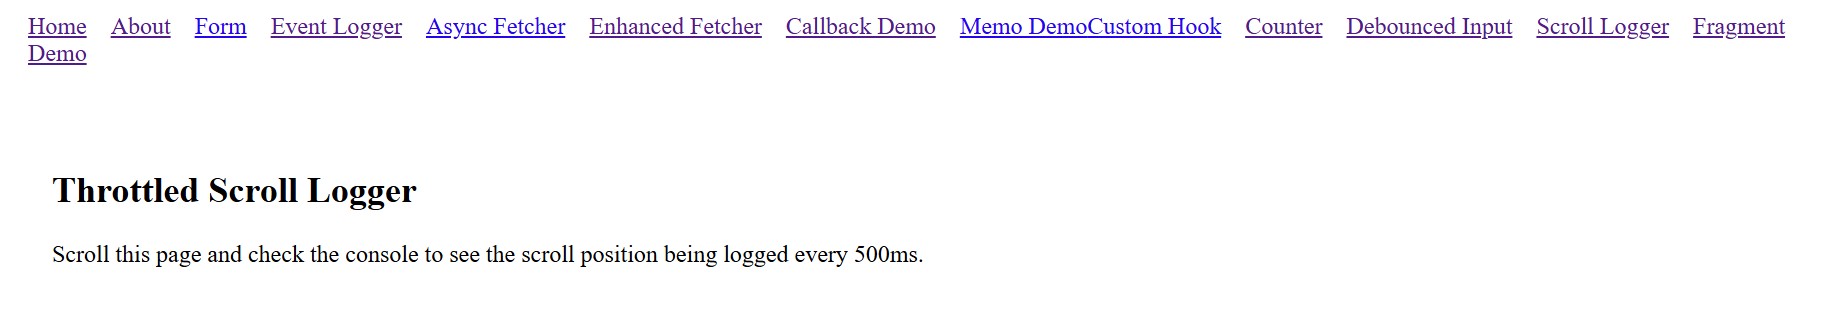 Home About Form Event Logger Async Fetcher Enhanced Fetcher Callback Demo Memo DemoCustom Hook Counter Debounced Input Scroll Logger Fragment
Demo
Throttled Scroll Logger
Scroll this page and check the console to see the scroll position being logged every 500ms.